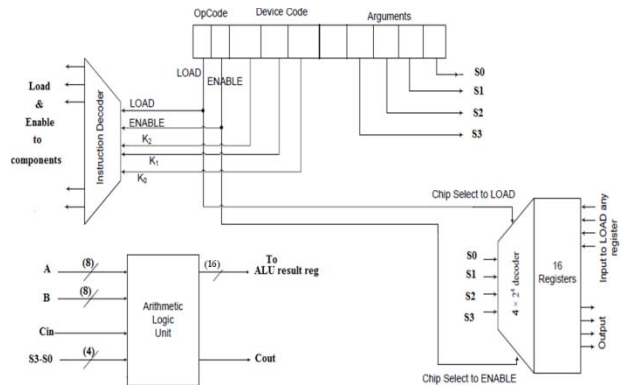 OpCode
Device Code
Arguments
LOAD
ENABLE
S0
S1
S2
S3
Load
&
Enable
to
components
Instruction Decoder
LOAD
ENABLE
K2
K1
K0
Chip Select to LOAD
S0
S1
S2
S3
4 × 2⁴ decoder
16
Registers
Input to LOAD any
register
Output
Chip Select to ENABLE
A
(8)
B
(8)
Cin
S3-S0
(4)
Arithmetic
Logic
Unit
(16)
To
ALU result reg
Cout